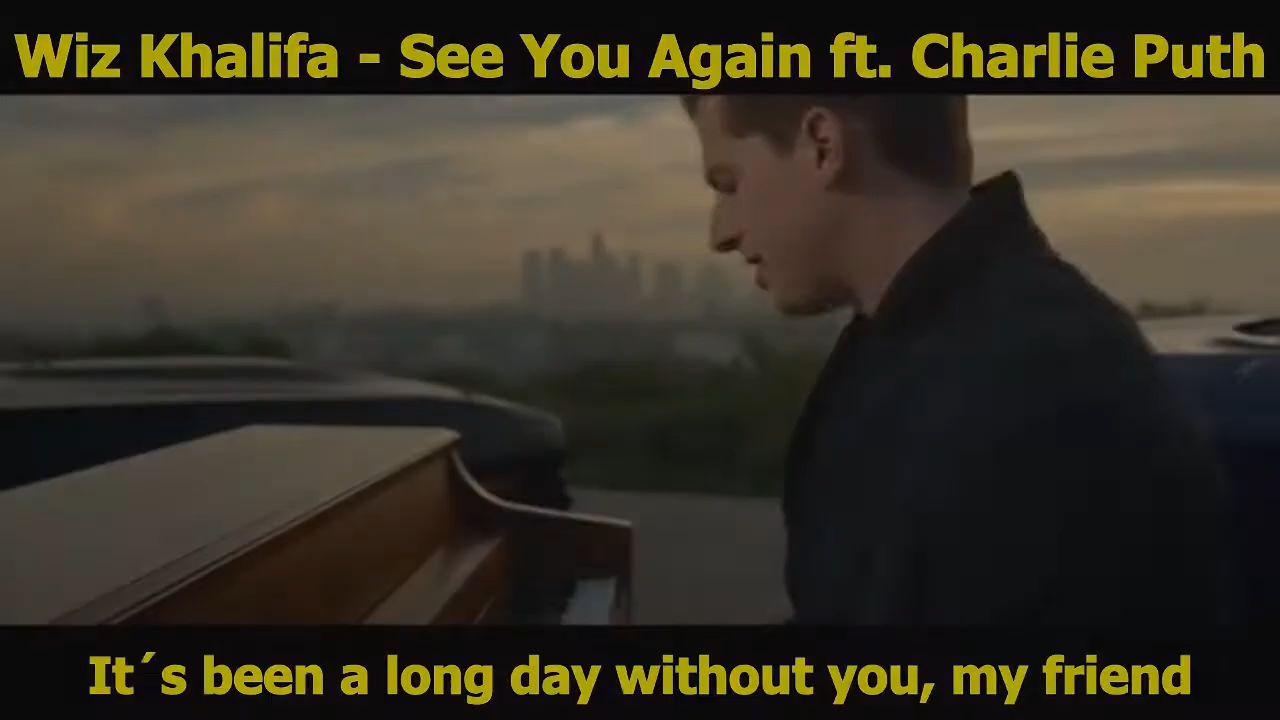 Wiz Khalifa - See You Again ft. Charlie Puth
It´s been a long day without you, my friend